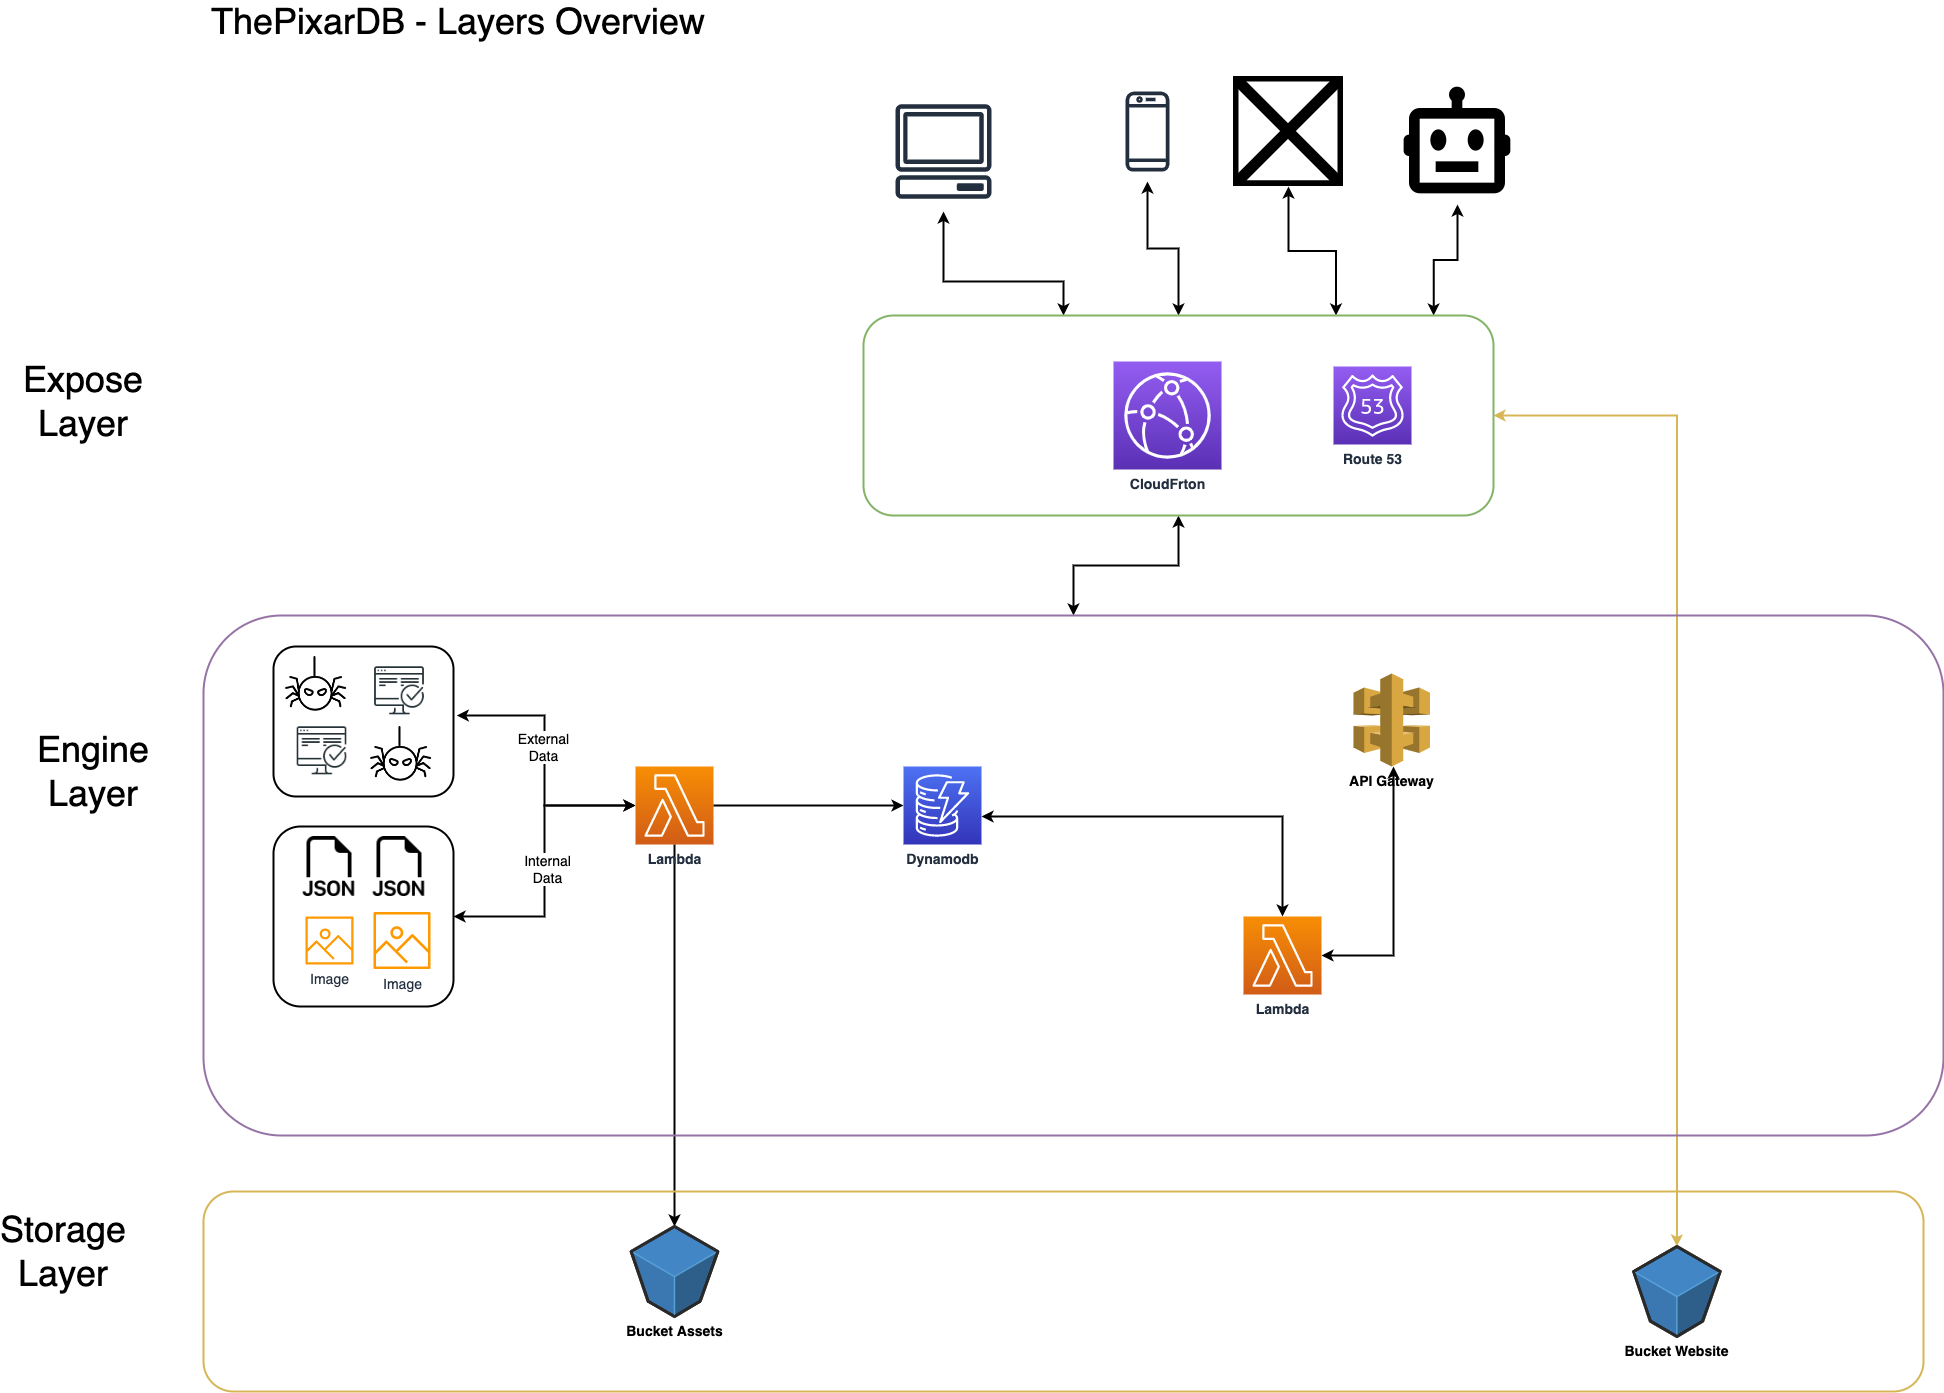 ThePixarDB - Layers Overview
Expose
Layer
53
Route 53
CloudFrton
Engine
Layer
External
Data
API Gateway
Lambda
Dynamodb
Internal
Data
JSON
JSON
Image
Image
Lambda
Storage
Layer
Bucket Assets
Bucket Website